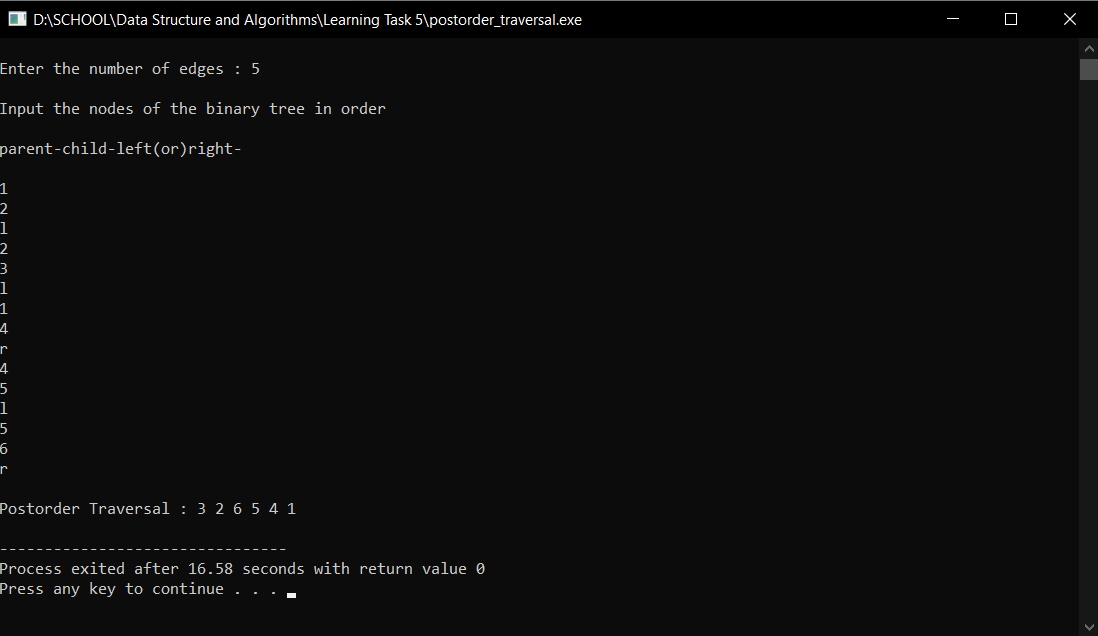 D:\SCHOOL\Data Structure and Algorithms\Learning Task 5\postorder_traversal.exe
Enter the number of edges : 5
Input the nodes of the binary tree in order
parent-child-left(or)right-
1
2
l
2
3
l
1
4
r
4
5
l
5
6
r
Postorder Traversal : 3 2 6 5 4 1
--------------------------------
Process exited after 16.58 seconds with return value 0
Press any key to continue . . .